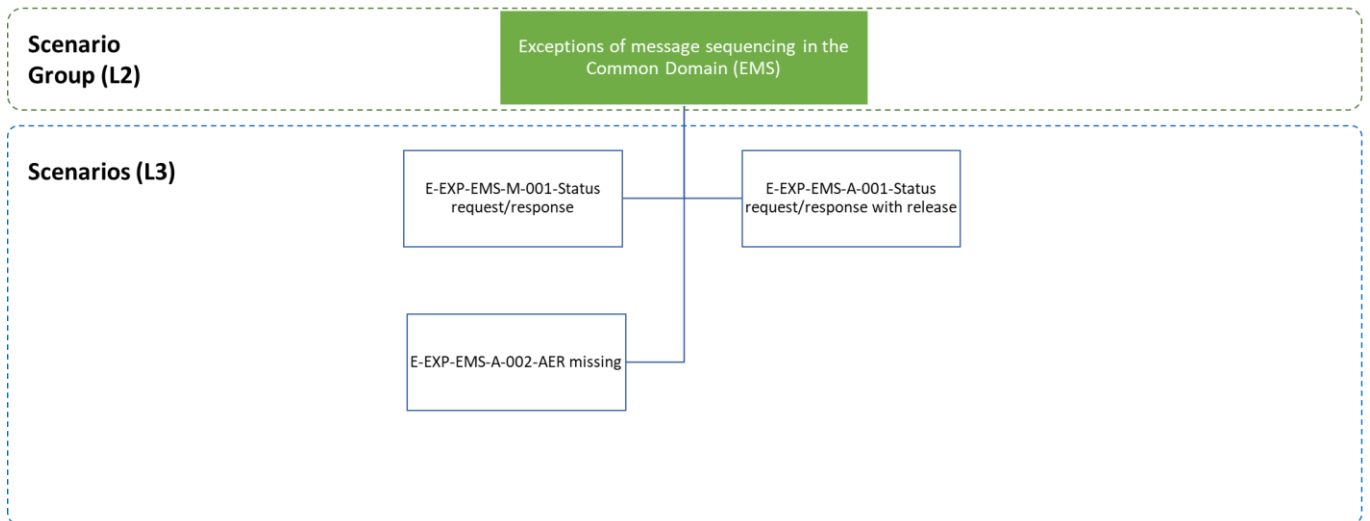 Scenario
Group (L2)
Exceptions of message sequencing in the
Common Domain (EMS)
Scenarios (L3)
E-EXP-EMS-M-001-Status
request/response
E-EXP-EMS-A-001-Status
request/response with release
E-EXP-EMS-A-002-AER missing